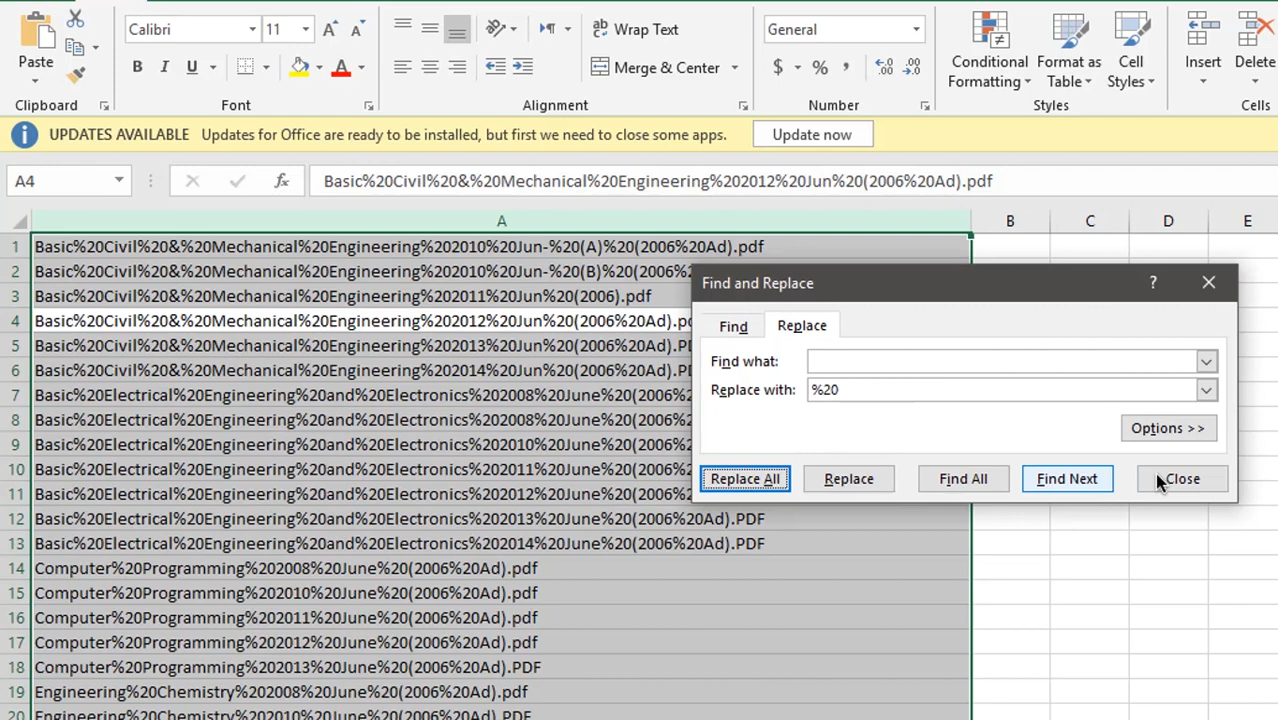 Calibri 11 ab Wrap Text General
Paste B I U A Merge & Center $ % , Conditional Formatting Format as Table Cell Styles Insert Delete
Clipboard Font Alignment Number Styles Cells
UPDATES AVAILABLE Updates for Office are ready to be installed, but first we need to close some apps. Update now
A4 fx Basic%20Civil%20&%20Mechanical%20Engineering%202012%20Jun%20(2006%20Ad).pdf
A B C D E
1 Basic%20Civil%20&%20Mechanical%20Engineering%202010%20Jun-%20(A)%20(2006%20Ad).pdf
2 Basic%20Civil%20&%20Mechanical%20Engineering%202010%20Jun-%20(B)%20(2006%
3 Basic%20Civil%20&%20Mechanical%20Engineering%202011%20Jun%20(2006).pdf
4 Basic%20Civil%20&%20Mechanical%20Engineering%202012%20Jun%20(2006%20Ad).pd
5 Basic%20Civil%20&%20Mechanical%20Engineering%202013%20Jun%20(2006%20Ad).PD
6 Basic%20Civil%20&%20Mechanical%20Engineering%202014%20Jun%20(2006%20Ad).PD
7 Basic%20Electrical%20Engineering%20and%20Electronics%202008%20June%20(2006%
8 Basic%20Electrical%20Engineering%20and%20Electronics%202008%20June%20(2006%
9 Basic%20Electrical%20Engineering%20and%20Electronics%202010%20June%20(2006%
10 Basic%20Electrical%20Engineering%20and%20Electronics%202011%20June%20(2006%
11 Basic%20Electrical%20Engineering%20and%20Electronics%202012%20June%20(2006%
12 Basic%20Electrical%20Engineering%20and%20Electronics%202013%20June%20(2006%20Ad).PDF
13 Basic%20Electrical%20Engineering%20and%20Electronics%202014%20June%20(2006%20Ad).PDF
14 Computer%20Programming%202008%20June%20(2006%20Ad).pdf
15 Computer%20Programming%202010%20June%20(2006%20Ad).pdf
16 Computer%20Programming%202011%20June%20(2006%20Ad).pdf
17 Computer%20Programming%202012%20June%20(2006%20Ad).pdf
18 Computer%20Programming%202013%20June%20(2006%20Ad).PDF
19 Engineering%20Chemistry%202008%20June%20(2006%20Ad).pdf
20 Engineering%20Chemistry%202010%20June%20(2006%20Ad).PDF
Find and Replace ?
Find Replace
Find what:
Replace with: %20
Options >>
Replace All Replace Find All Find Next Close